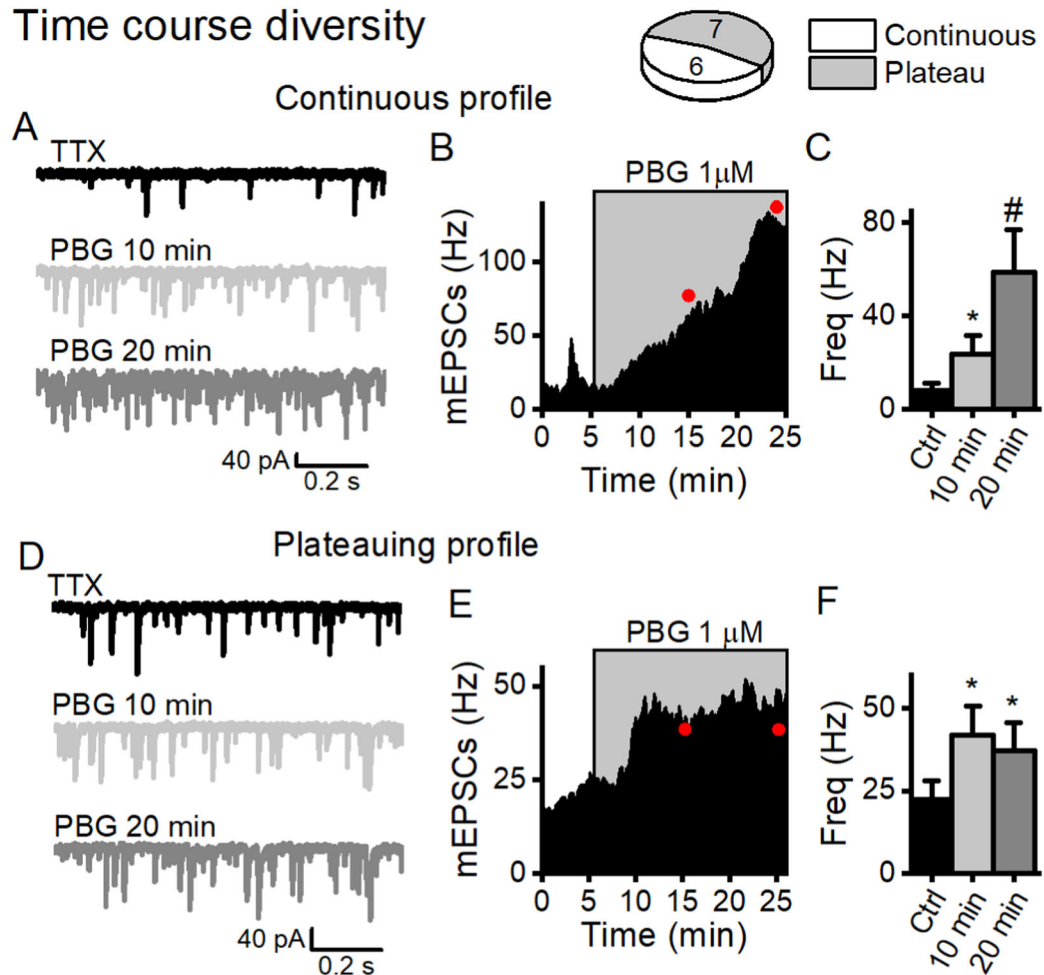 Time course diversity
7
6
Continuous
Plateau
Continuous profile
A
TTX
PBG 10 min
PBG 20 min
40 pA
0.2 s
B
PBG 1μM
mEPSCs (Hz)
100
50
0
0 5 10 15 20 25
Time (min)
C
#
*
Freq (Hz)
80
40
0
Ctrl
10 min
20 min
Plateauing profile
D
TTX
PBG 10 min
PBG 20 min
40 pA
0.2 s
E
PBG 1 μM
mEPSCs (Hz)
50
25
0
0 5 10 15 20 25
Time (min)
F
* *
Freq (Hz)
50
25
0
Ctrl
10 min
20 min